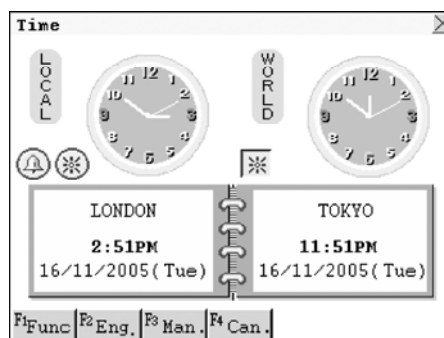 Time
LOCAL
WORLD
12 1 2 3 4 5 6 7 8 9 10 11
12 1 2 3 4 5 6 7 8 9 10 11
LONDON
2:51PM
16/11/2005(Tue)
TOKYO
11:51PM
16/11/2005(Tue)
F1Func F2Eng. F3Man. F4Can.